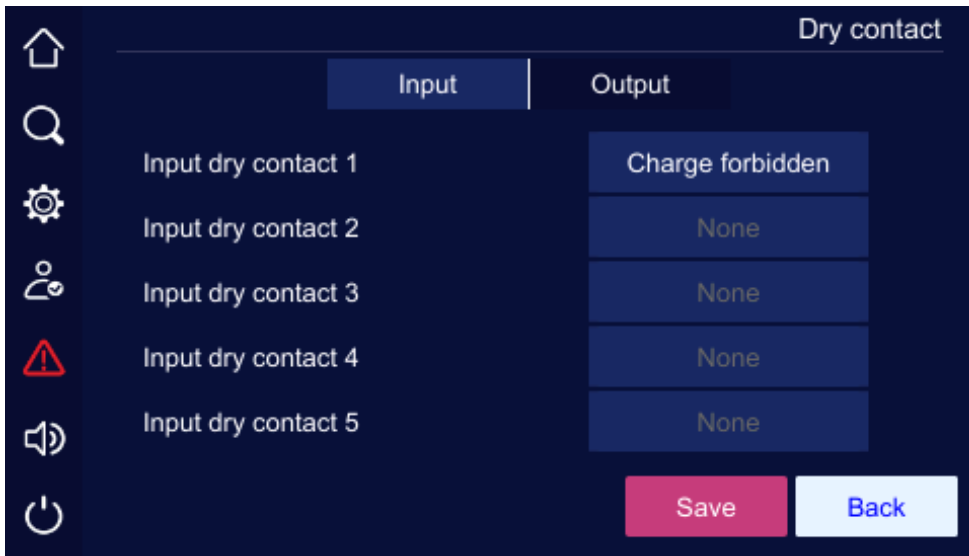 Dry contact
Input Output
Input dry contact 1 Charge forbidden
Input dry contact 2 None
Input dry contact 3 None
Input dry contact 4 None
Input dry contact 5 None
Save Back